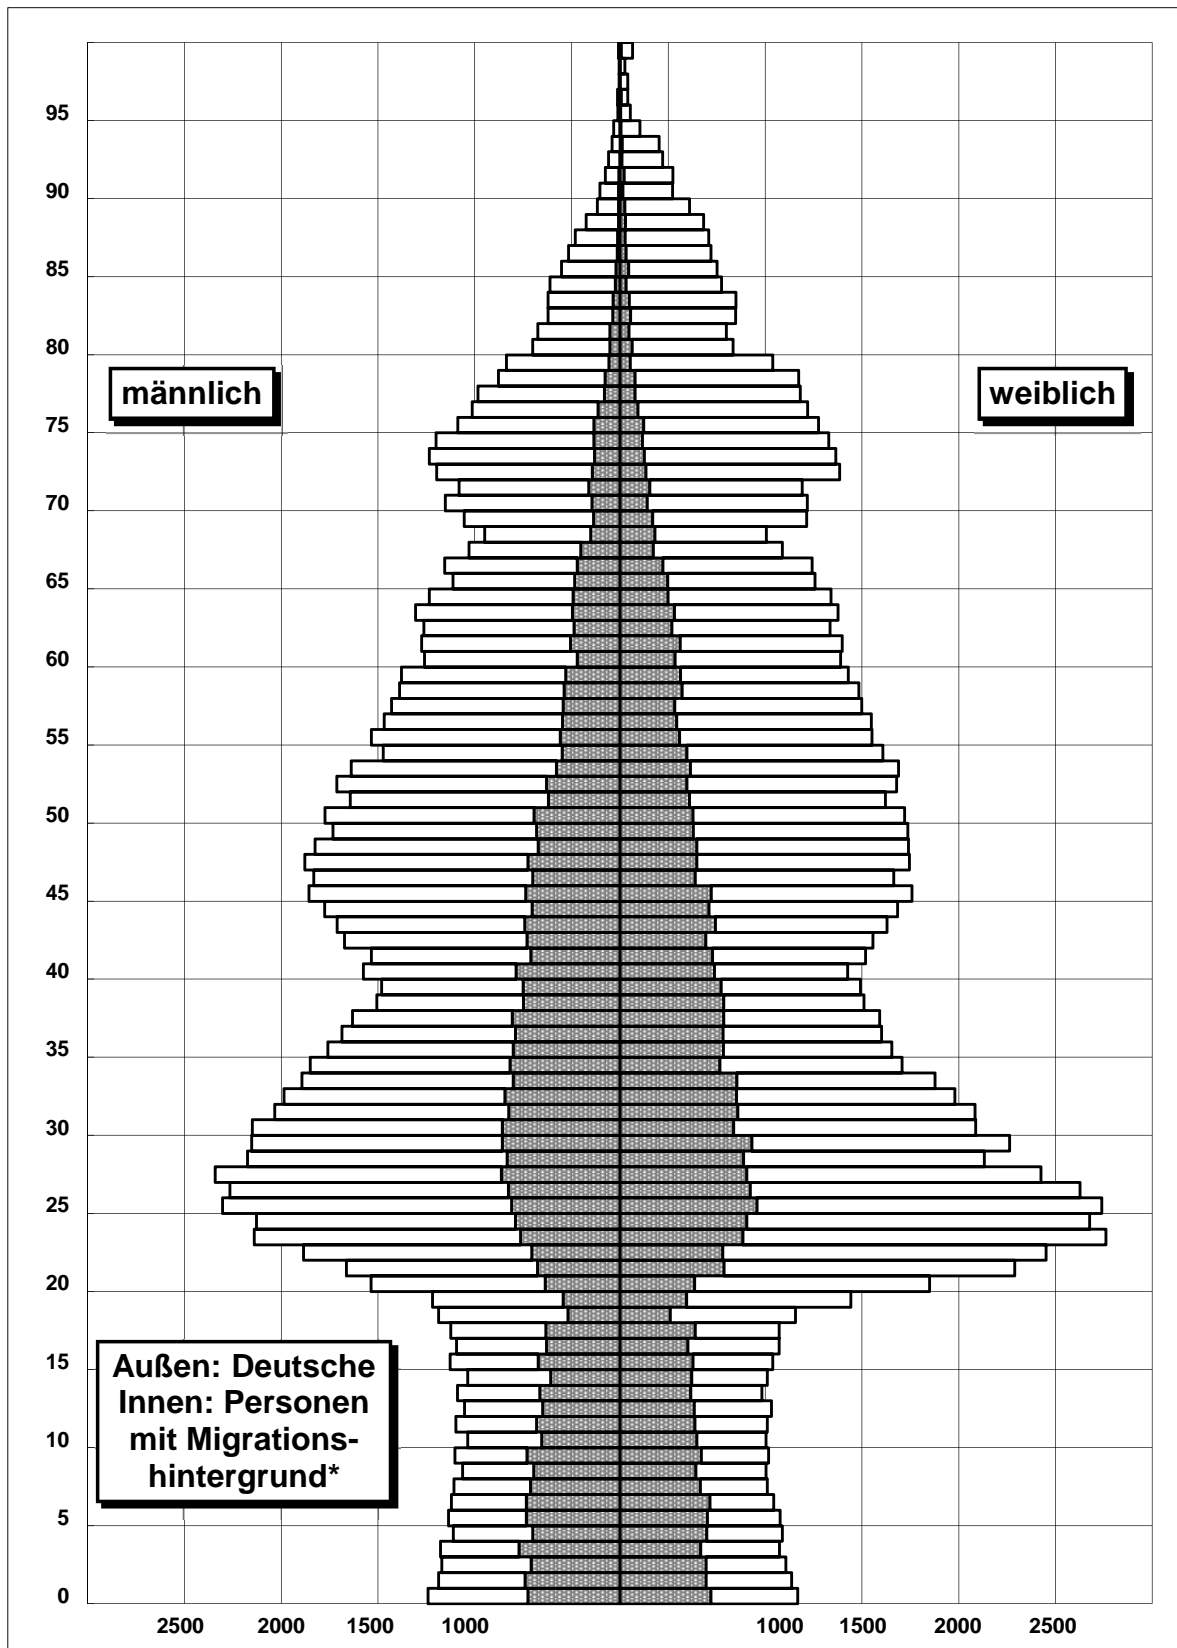 95
90
85
80
männlich
weiblich
75
70
65
60
55
50
45
40
35
30
25
20
Außen: Deutsche
Innen: Personen
mit Migrations-
hintergrund*
15
10
5
0
2500 2000 1500 1000 1000 1500 2000 2500